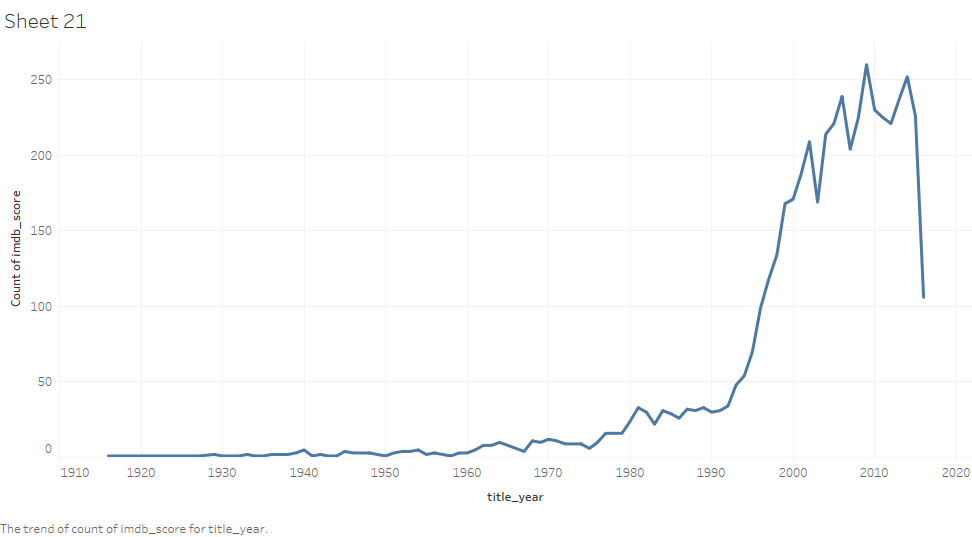 Sheet 21
250
200
150
100
50
0
Count of imdb_score
1910 1920 1930 1940 1950 1960 1970 1980 1990 2000 2010 2020
title_year
The trend of count of imdb_score for title_year.